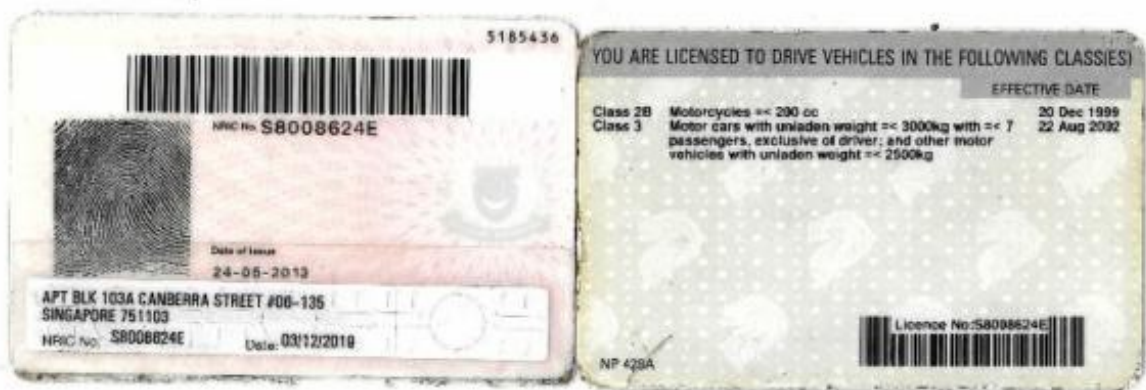 5185436
NRIC No. S8008624E
Date of Issue
24-05-2013
APT BLK 103A CANBERRA STREET #06-135
SINGAPORE 751103
NRIC No. S8008624E Date: 03/12/2019
YOU ARE LICENSED TO DRIVE VEHICLES IN THE FOLLOWING CLASS(ES)
EFFECTIVE DATE
Class 2B Motorcycles =< 200 cc 20 Dec 1999
Class 3 Motor cars with unladen weight =< 3000kg with =< 7 22 Aug 2002
passengers, exclusive of driver; and other motor
vehicles with unladen weight =< 2500kg
Licence No:S8008624E
NP 428A